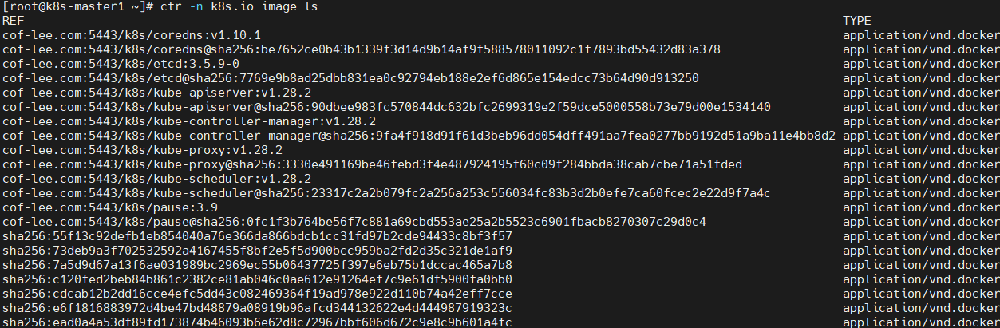 [root@k8s-master1 ~]# ctr -n k8s.io image ls
REF TYPE
cof-lee.com:5443/k8s/coredns:v1.10.1 application/vnd.docker
cof-lee.com:5443/k8s/coredns@sha256:be7652ce0b43b1339f3d14d9b14af9f588578011092c1f7893bd55432d83a378 application/vnd.docker
cof-lee.com:5443/k8s/etcd:3.5.9-0 application/vnd.docker
cof-lee.com:5443/k8s/etcd@sha256:7769e9b8ad25dbb831ea0c92794eb188e2ef6d865e154edcc73b64d90d913250 application/vnd.docker
cof-lee.com:5443/k8s/kube-apiserver:v1.28.2 application/vnd.docker
cof-lee.com:5443/k8s/kube-apiserver@sha256:90dbee983fc570844dc632bfc2699319e2f59dce5000558b73e79d00e1534140 application/vnd.docker
cof-lee.com:5443/k8s/kube-controller-manager:v1.28.2 application/vnd.docker
cof-lee.com:5443/k8s/kube-controller-manager@sha256:9fa4f918d91f61d3beb96dd054dff491aa7fea0277bb9192d51a9ba11e4bb8d2 application/vnd.docker
cof-lee.com:5443/k8s/kube-proxy:v1.28.2 application/vnd.docker
cof-lee.com:5443/k8s/kube-proxy@sha256:3330e491169be46febd3f4e487924195f60c09f284bbda38cab7cbe71a51fded application/vnd.docker
cof-lee.com:5443/k8s/kube-scheduler:v1.28.2 application/vnd.docker
cof-lee.com:5443/k8s/kube-scheduler@sha256:23317c2a2b079fc2a256a253c556034fc83b3d2b0efe7ca60fcec2e22d9f7a4c application/vnd.docker
cof-lee.com:5443/k8s/pause:3.9 application/vnd.docker
cof-lee.com:5443/k8s/pause@sha256:0fc1f3b764be56f7c881a69cbd553ae25a2b5523c6901fbacb8270307c29d0c4 application/vnd.docker
sha256:55f13c92defb1eb854040a76e366da866bdcb1cc31fd97b2cde94433c8bf3f57 application/vnd.docker
sha256:73deb9a3f702532592a4167455f8bf2e5f5d900bcc959ba2fd2d35c321de1af9 application/vnd.docker
sha256:7a5d9d67a13f6ae031989bc2969ec55b06437725f397e6eb75b1dccac465a7b8 application/vnd.docker
sha256:c120fed2beb84b861c2382ce81ab046c0ae612e91264ef7c9e61df5900fa0bb0 application/vnd.docker
sha256:cdcab12b2dd16cce4efc5dd43c082469364f19ad978e922d110b74a42eff7cce application/vnd.docker
sha256:e6f1816883972d4be47bd48879a08919b96afcd344132622e4d444987919323c application/vnd.docker
sha256:ead0a4a53df89fd173874b46093b6e62d8c72967bbf606d672c9e8c9b601a4fc application/vnd.docker